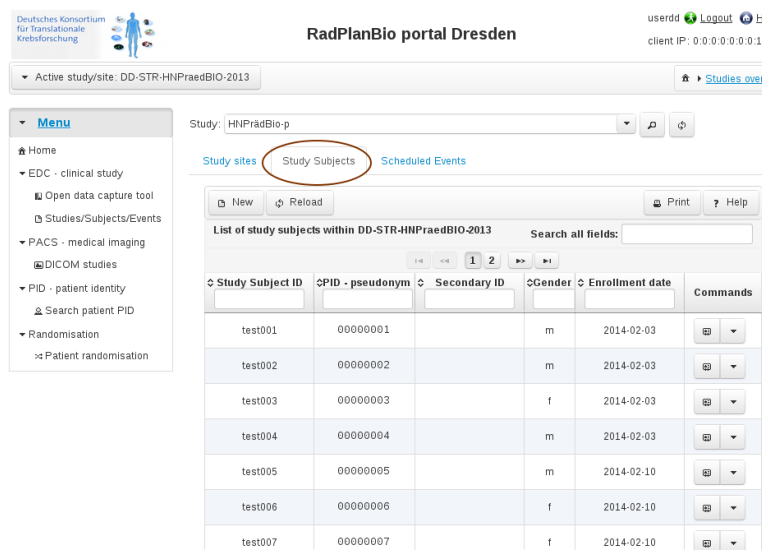 Deutsches Konsortium
für Translationale
Krebsforschung
RadPlanBio portal Dresden
userdd Logout
client IP: 0:0:0:0:0:0:0:1
Active study/site: DD-STR-HNPraedBIO-2013
Studies over
Menu
Home
EDC - clinical study
Open data capture tool
Studies/Subjects/Events
PACS - medical imaging
DICOM studies
PID - patient identity
Search patient PID
Randomisation
Patient randomisation
Study: HNPrädBio-p
Study sites Study Subjects Scheduled Events
New Reload Print ? Help
List of study subjects within DD-STR-HNPraedBIO-2013 Search all fields:
1 2
Study Subject ID PID - pseudonym Secondary ID Gender Enrollment date Commands
test001 00000001 m 2014-02-03
test002 00000002 m 2014-02-03
test003 00000003 f 2014-02-03
test004 00000004 m 2014-02-03
test005 00000005 m 2014-02-10
test006 00000006 f 2014-02-10
test007 00000007 f 2014-02-10